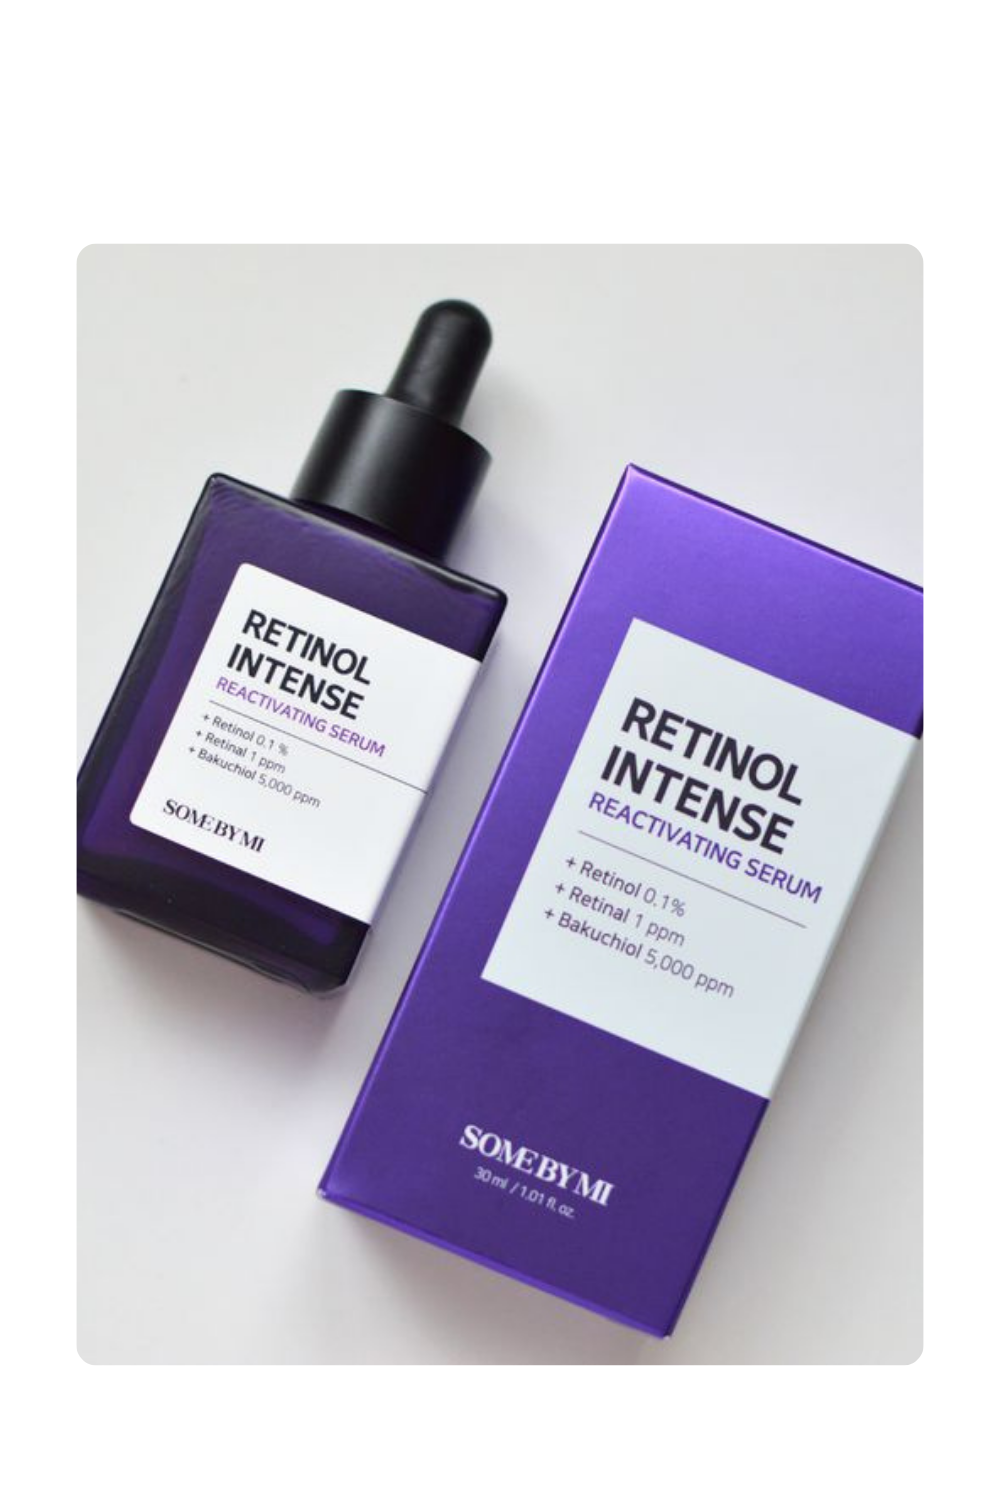 RETINOL
INTENSE
REACTIVATING SERUM
+ Retinol 0.1 %
+ Retinal 1 ppm
+ Bakuchiol 5,000 ppm
SOME BY MI
RETINOL
INTENSE
REACTIVATING SERUM
+ Retinol 0.1%
+ Retinal 1 ppm
+ Bakuchiol 5,000 ppm
SOME BY MI
30 ml / 1.01 fl. oz.